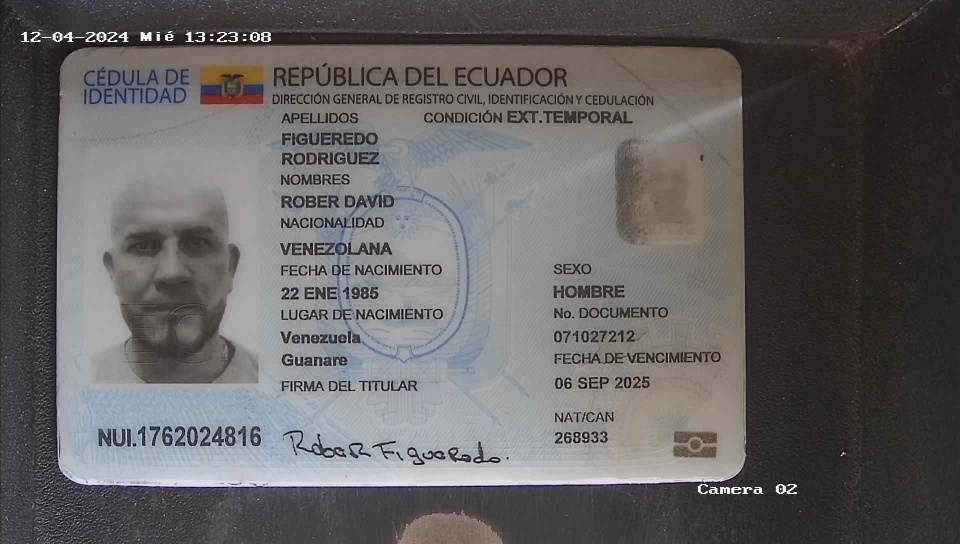 12-04-2024 Mié 13:23:08
CÉDULA DE IDENTIDAD
REPÚBLICA DEL ECUADOR
DIRECCIÓN GENERAL DE REGISTRO CIVIL, IDENTIFICACIÓN Y CEDULACIÓN
APELLIDOS
CONDICIÓN EXT.TEMPORAL
FIGUEREDO
RODRIGUEZ
NOMBRES
ROBER DAVID
NACIONALIDAD
VENEZOLANA
FECHA DE NACIMIENTO
22 ENE 1985
LUGAR DE NACIMIENTO
Venezuela
Guanare
FIRMA DEL TITULAR
SEXO
HOMBRE
No. DOCUMENTO
071027212
FECHA DE VENCIMIENTO
06 SEP 2025
NAT/CAN
268933
NUI.1762024816
Camera 02